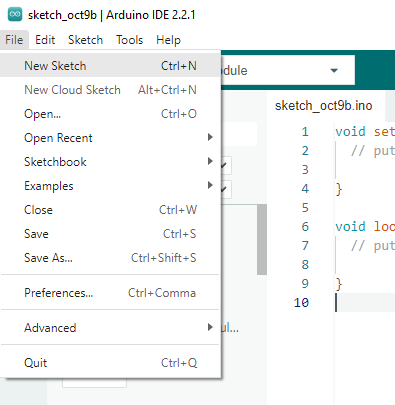 sketch_oct9b | Arduino IDE 2.2.1
File Edit Sketch Tools Help
New Sketch Ctrl+N
New Cloud Sketch Alt+Ctrl+N
Open... Ctrl+O
Open Recent
Sketchbook
Examples
Close Ctrl+W
Save Ctrl+S
Save As... Ctrl+Shift+S
Preferences... Ctrl+Comma
Advanced
Quit Ctrl+Q
dule
ul...
sketch_oct9b.ino
1 void set
2 // put
3
4 }
5
6 void loo
7 // put
8
9 }
10